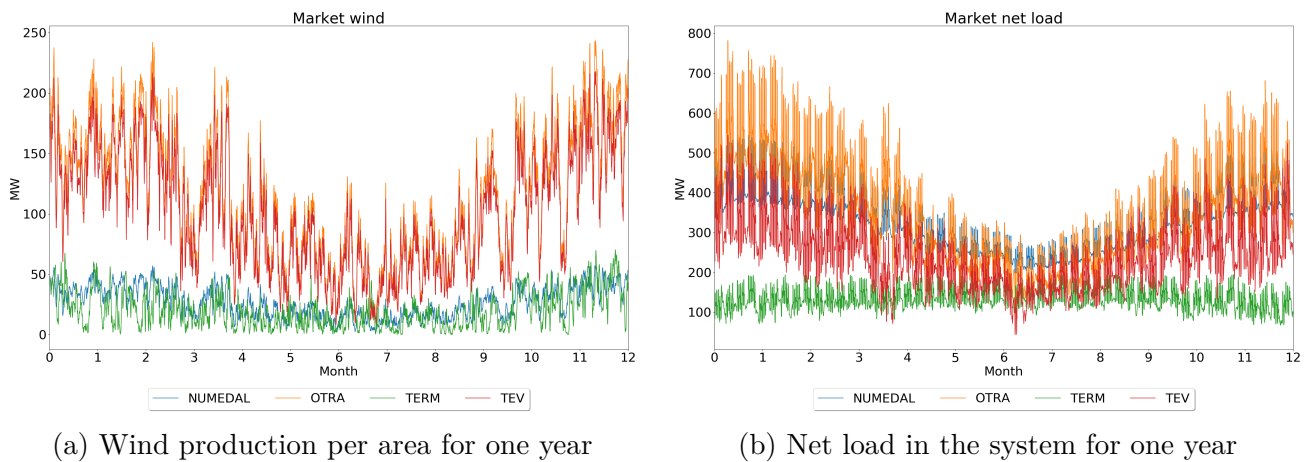 Market wind
250
200
150
100
50
0
MW
0 1 2 3 4 5 6 7 8 9 10 11 12
Month
NUMEDAL OTRA TERM TEV
(a) Wind production per area for one year
Market net load
800
700
600
500
400
300
200
100
MW
0 1 2 3 4 5 6 7 8 9 10 11 12
Month
NUMEDAL OTRA TERM TEV
(b) Net load in the system for one year